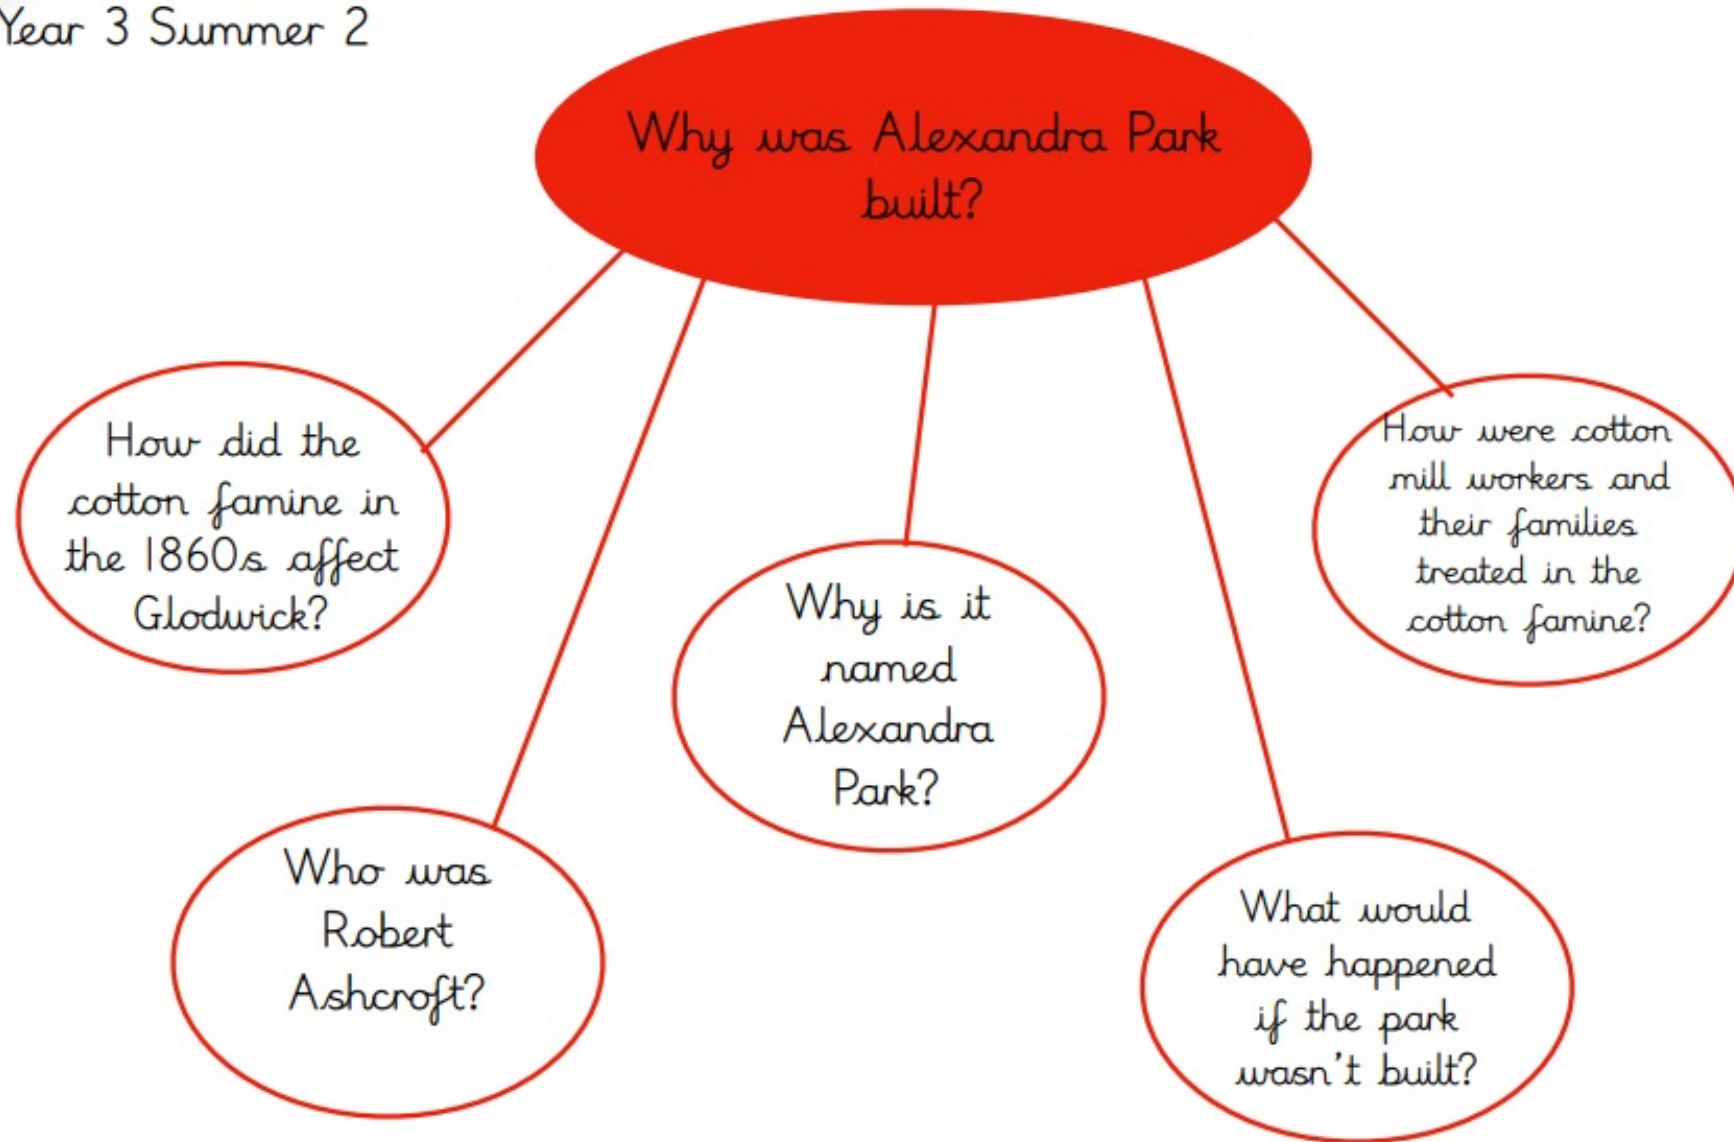 Year 3 Summer 2
Why was Alexandra Park
built?
How did the
cotton famine in
the 1860s affect
Glodwick?
Who was
Robert
Ashcroft?
Why is it
named
Alexandra
Park?
What would
have happened
if the park
wasn't built?
How were cotton
mill workers and
their families
treated in the
cotton famine?